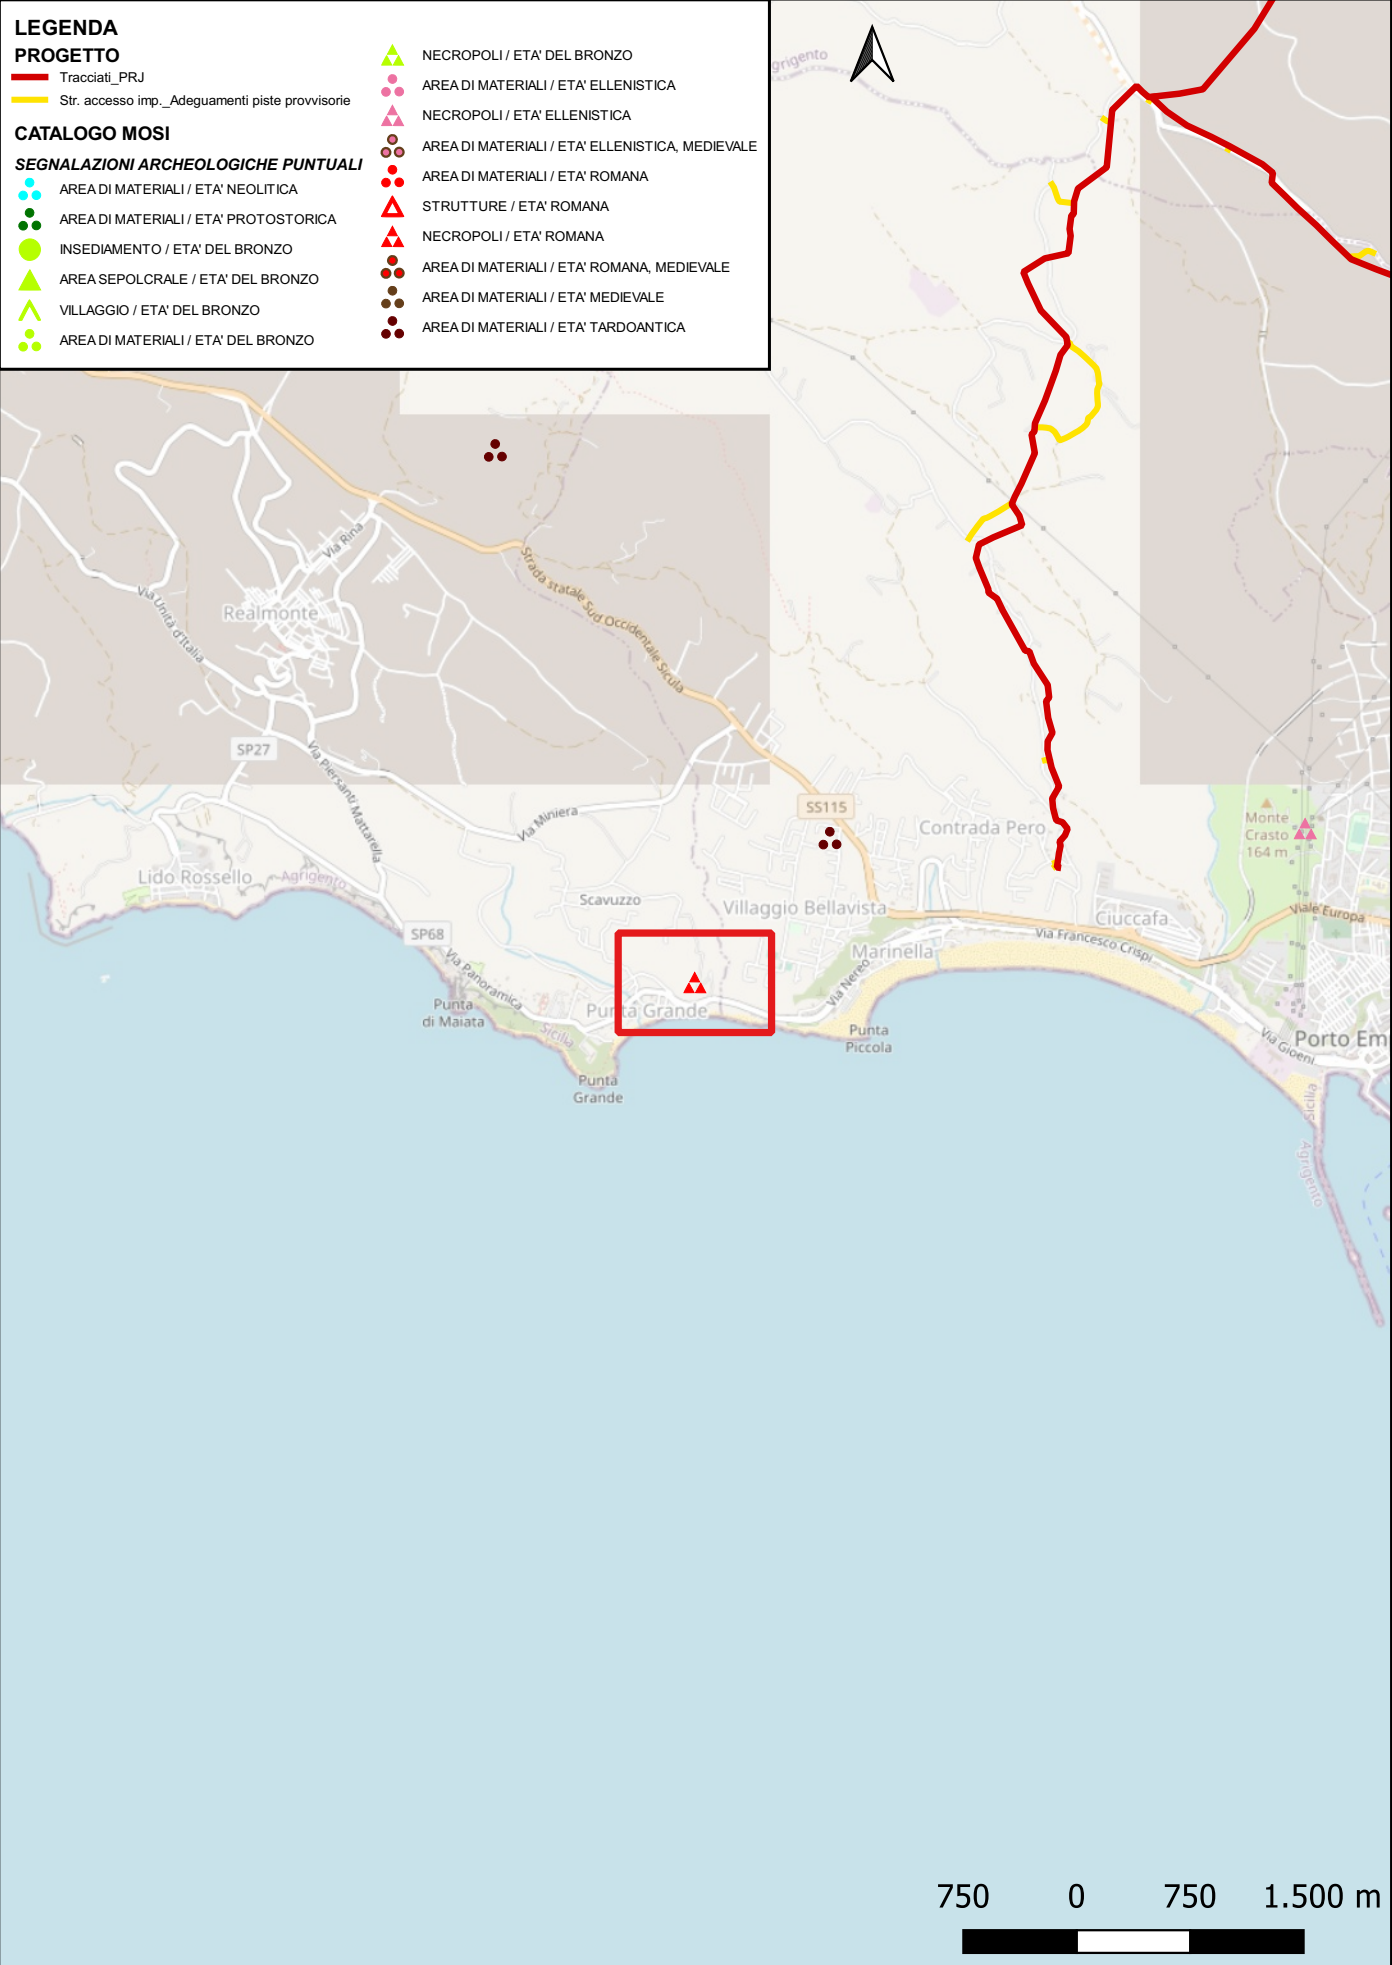 LEGENDA
PROGETTO
Tracciati_PRJ
Str. accesso imp._Adeguamenti piste provvisorie
CATALOGO MOSI
SEGNALAZIONI ARCHEOLOGICHE PUNTUALI
AREA DI MATERIALI / ETA' NEOLITICA
AREA DI MATERIALI / ETA' PROTOSTORICA
INSEDIAMENTO / ETA' DEL BRONZO
AREA SEPOLCRALE / ETA' DEL BRONZO
VILLAGGIO / ETA' DEL BRONZO
AREA DI MATERIALI / ETA' DEL BRONZO
NECROPOLI / ETA' DEL BRONZO
AREA DI MATERIALI / ETA' ELLENISTICA
NECROPOLI / ETA' ELLENISTICA
AREA DI MATERIALI / ETA' ELLENISTICA, MEDIEVALE
AREA DI MATERIALI / ETA' ROMANA
STRUTTURE / ETA' ROMANA
NECROPOLI / ETA' ROMANA
AREA DI MATERIALI / ETA' ROMANA, MEDIEVALE
AREA DI MATERIALI / ETA' MEDIEVALE
AREA DI MATERIALI / ETA' TARDOANTICA
grigento
Via Rina
Strada statale Sud Occidentale Sicula
Via Unità d'Italia
Realmonte
SP27
Via Piersanti Mattarella
Via Miniera
SS115
Contrada Pero
Monte
Crasto
164 m
Lido Rossello
Agrigento
Scavuzzo
Villaggio Bellavista
Ciuccafa
Viale Europa
SP68
Via Francesco Crispi
Marinella
Via Panoramica
Via Nereo
Punta
di Maiata
Punta Grande
Sicilia
Punta
Piccola
Via Gioeni
Porto Em
Punta
Grande
Sicilia
Agrigento
750 0 750 1.500 m